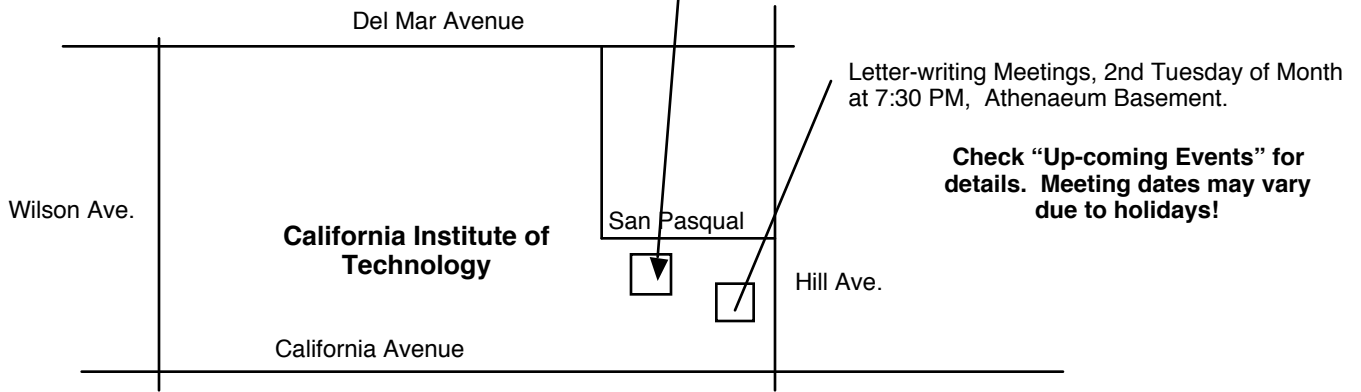 Del Mar Avenue
Letter-writing Meetings, 2nd Tuesday of Month
at 7:30 PM, Athenaeum Basement.
Check “Up-coming Events” for
details. Meeting dates may vary
due to holidays!
Wilson Ave.
San Pasqual
California Institute of
Technology
Hill Ave.
California Avenue